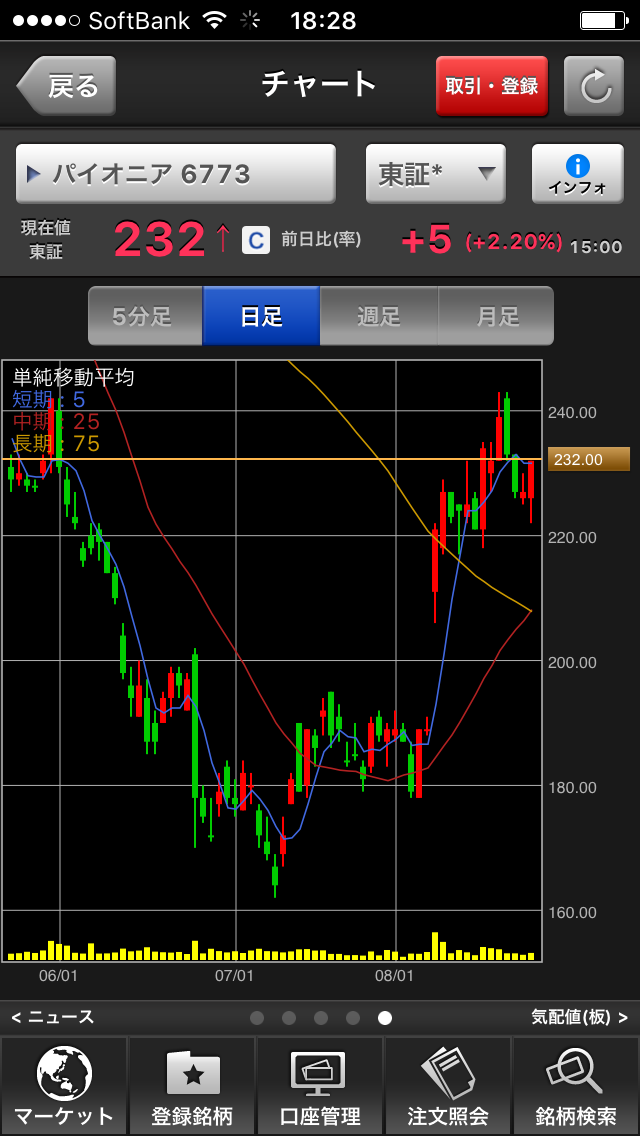 SoftBank 18:28
戻る チャート 取引・登録
パイオニア 6773 東証* インフォ
現在値 東証 232↑ C 前日比(率) +5 (+2.20%) 15:00
5分足 日足 週足 月足
単純移動平均
短期 : 5
中期 : 25
長期 : 75
240.00
232.00
220.00
200.00
180.00
160.00
06/01 07/01 08/01
< ニュース 気配値(板) >
マーケット 登録銘柄 口座管理 注文照会 銘柄検索